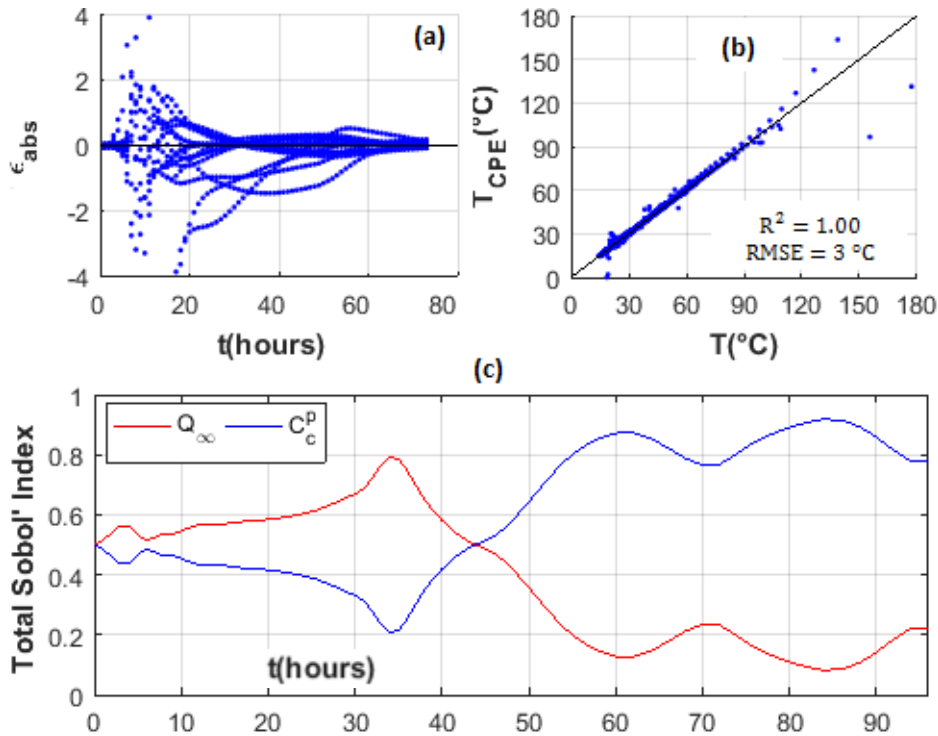 (a)
4
2
0
-2
-4
ϵabs
0 20 40 60 80
t(hours)
(b)
180
150
120
90
60
30
0
T_CPE(°C)
R² = 1.00
RMSE = 3 °C
0 30 60 90 120 150 180
T(°C)
(c)
1
0.8
0.6
0.4
0.2
0
Total Sobol' Index
Q∞ C_c^p
t(hours)
0 10 20 30 40 50 60 70 80 90